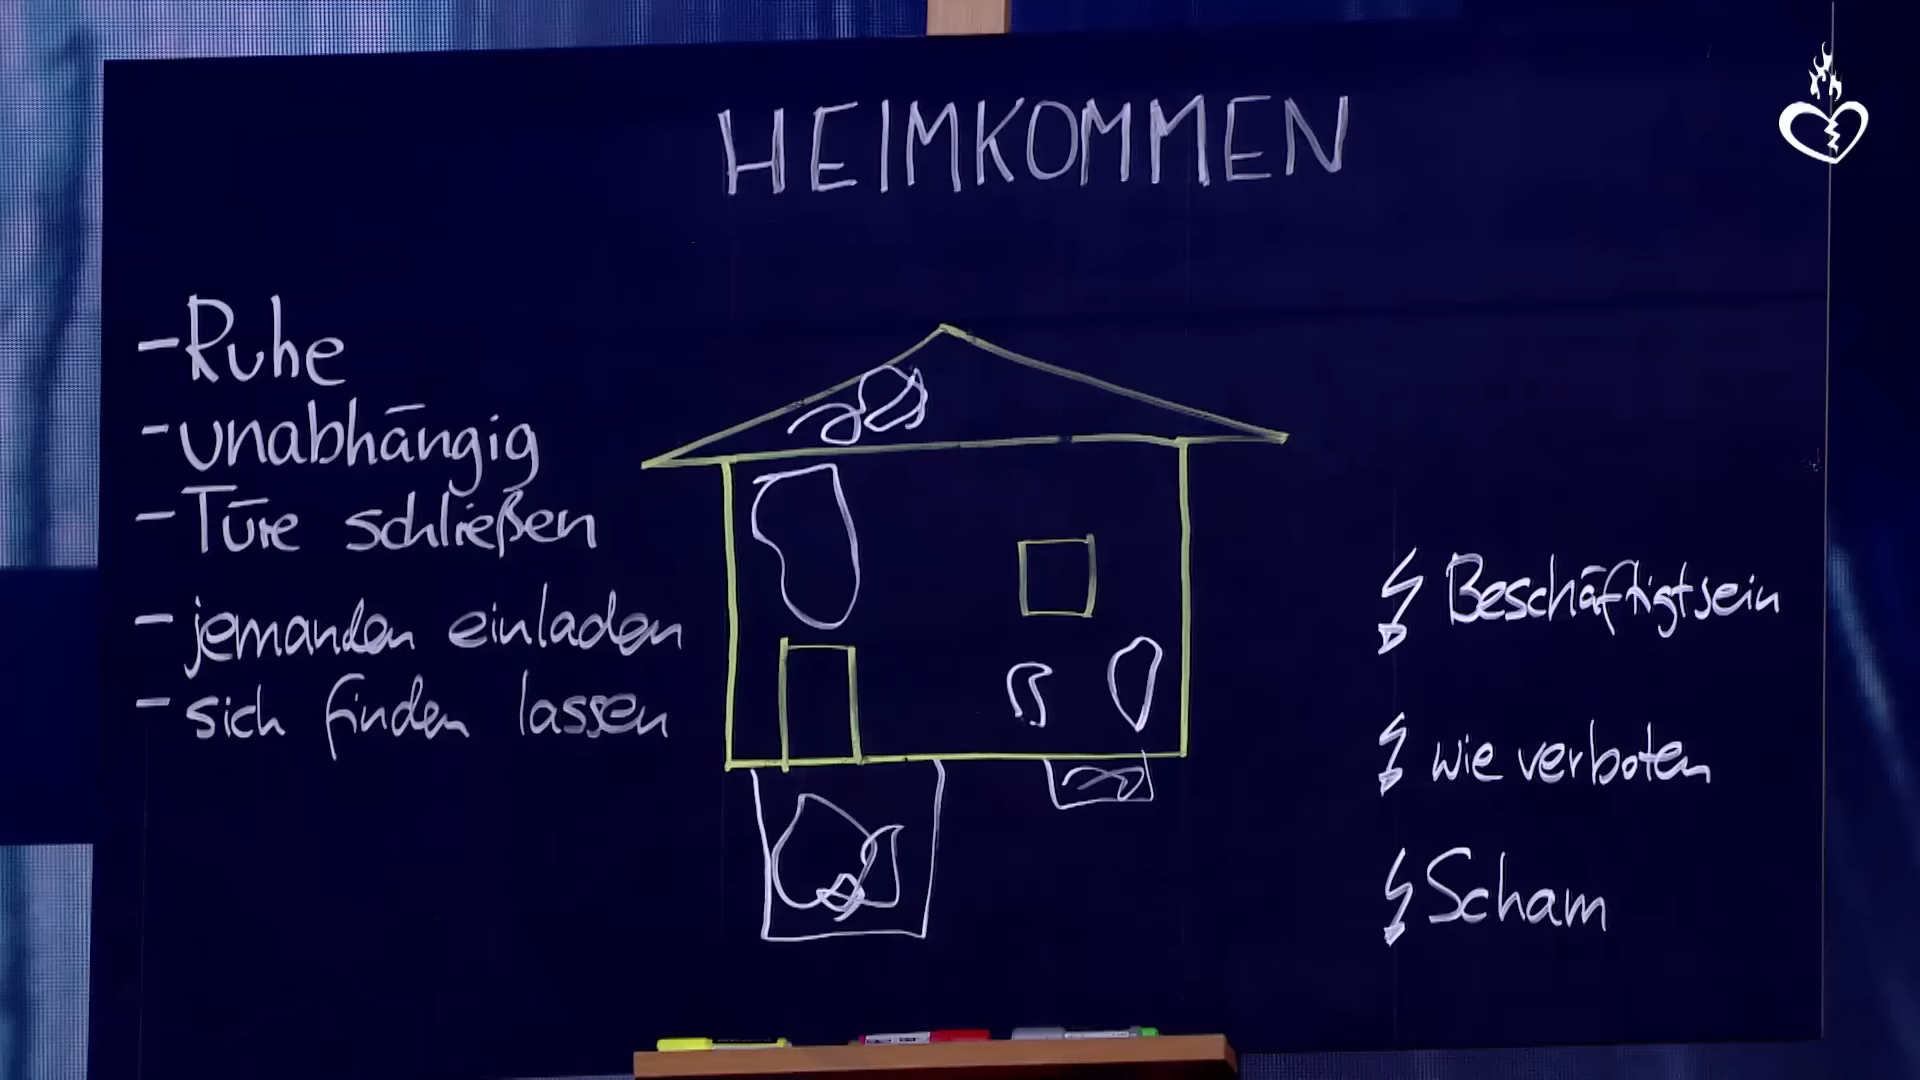 HEIMKOMMEN
- Ruhe
- unabhängig
- Türe schließen
- jemanden einladen
- sich finden lassen
Beschäftigtsein
wie verboten
Scham